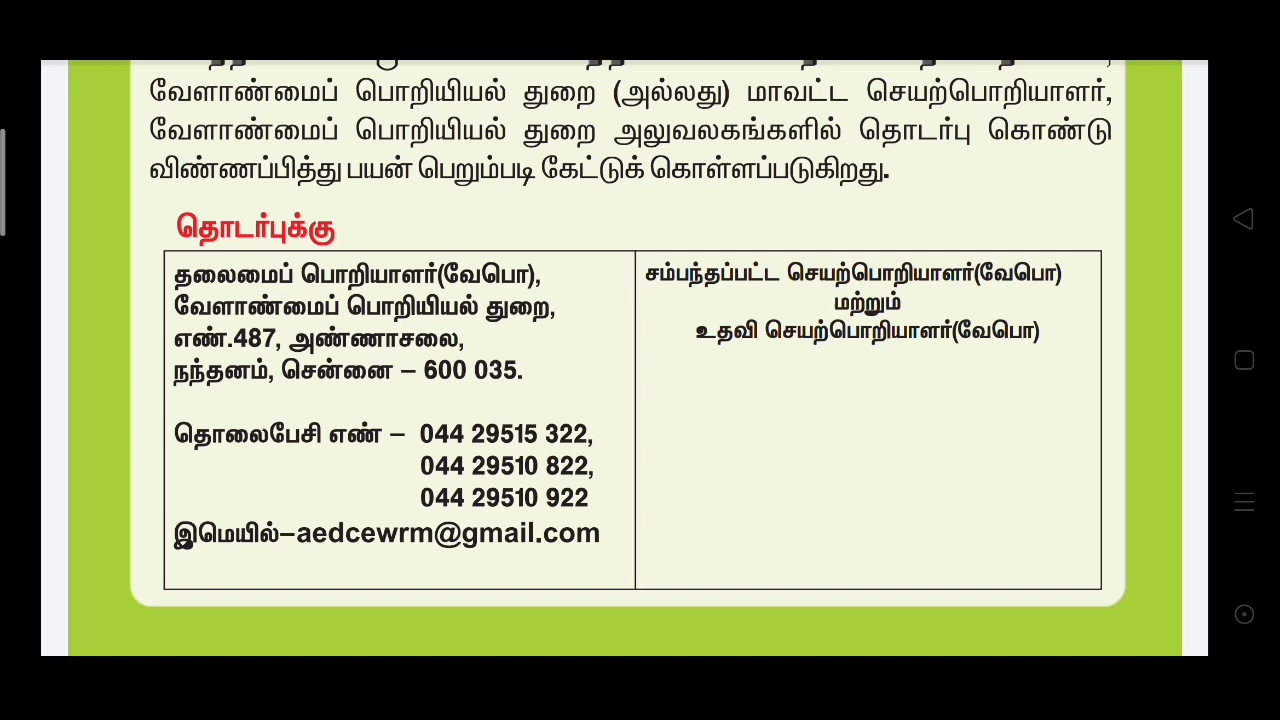 வேளாண்மைப் பொறியியல் துறை (அல்லது) மாவட்ட செயற்பொறியாளர்,
வேளாண்மைப் பொறியியல் துறை அலுவலகங்களில் தொடர்பு கொண்டு
விண்ணப்பித்து பயன் பெறும்படி கேட்டுக் கொள்ளப்படுகிறது.
தொடர்புக்கு
தலைமைப் பொறியாளர்(வேபொ),
வேளாண்மைப் பொறியியல் துறை,
எண்.487, அண்ணாசலை,
நந்தனம், சென்னை – 600 035.
தொலைபேசி எண் – 044 29515 322,
044 29510 822,
044 29510 922
இமெயில்–aedcewrm@gmail.com
சம்பந்தப்பட்ட செயற்பொறியாளர்(வேபொ)
மற்றும்
உதவி செயற்பொறியாளர்(வேபொ)